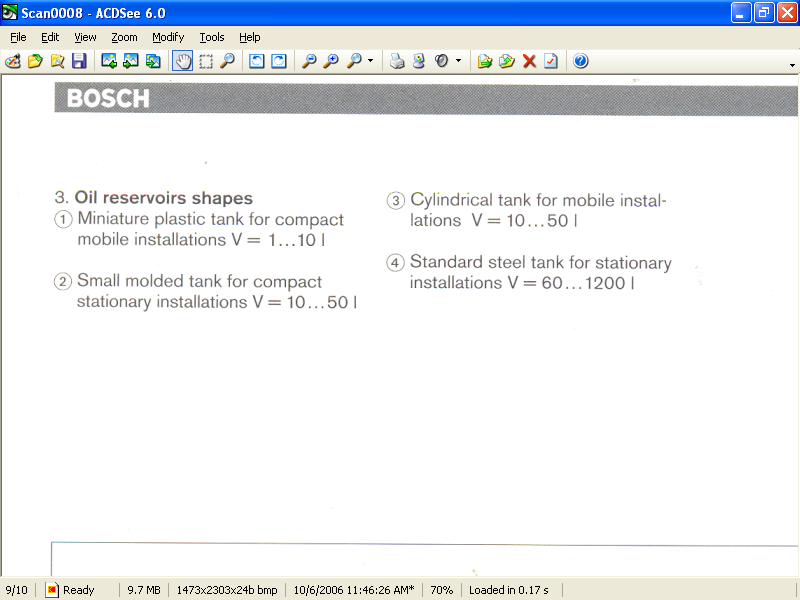 Scan0008 - ACDSee 6.0
File Edit View Zoom Modify Tools Help
BOSCH
3. Oil reservoirs shapes
1 Miniature plastic tank for compact
mobile installations V = 1...10 l
2 Small molded tank for compact
stationary installations V = 10...50 l
3 Cylindrical tank for mobile instal-
lations V = 10...50 l
4 Standard steel tank for stationary
installations V = 60...1200 l
9/10 Ready 9.7 MB 1473x2303x24b bmp 10/6/2006 11:46:26 AM* 70% Loaded in 0.17 s